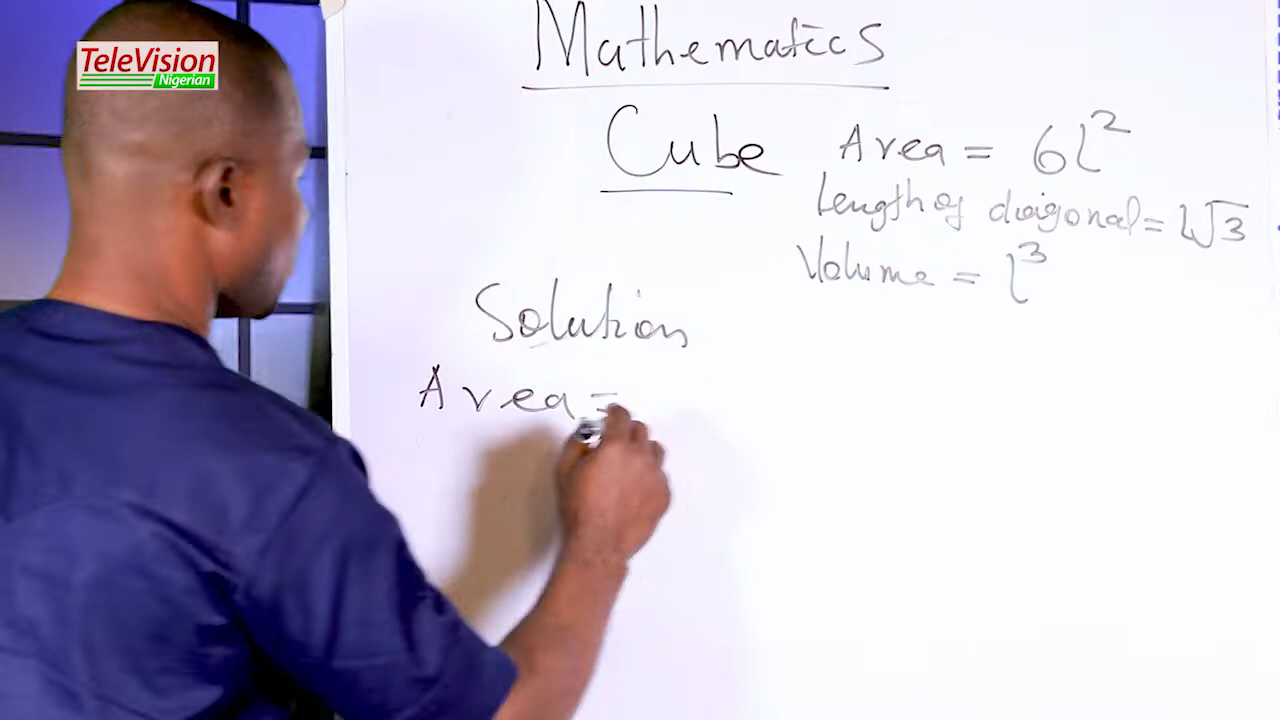 TeleVision
Nigerian
Mathematics
Cube Area = 6l²
Length of diagonal = l√3
Volume = l³
Solution
Area =